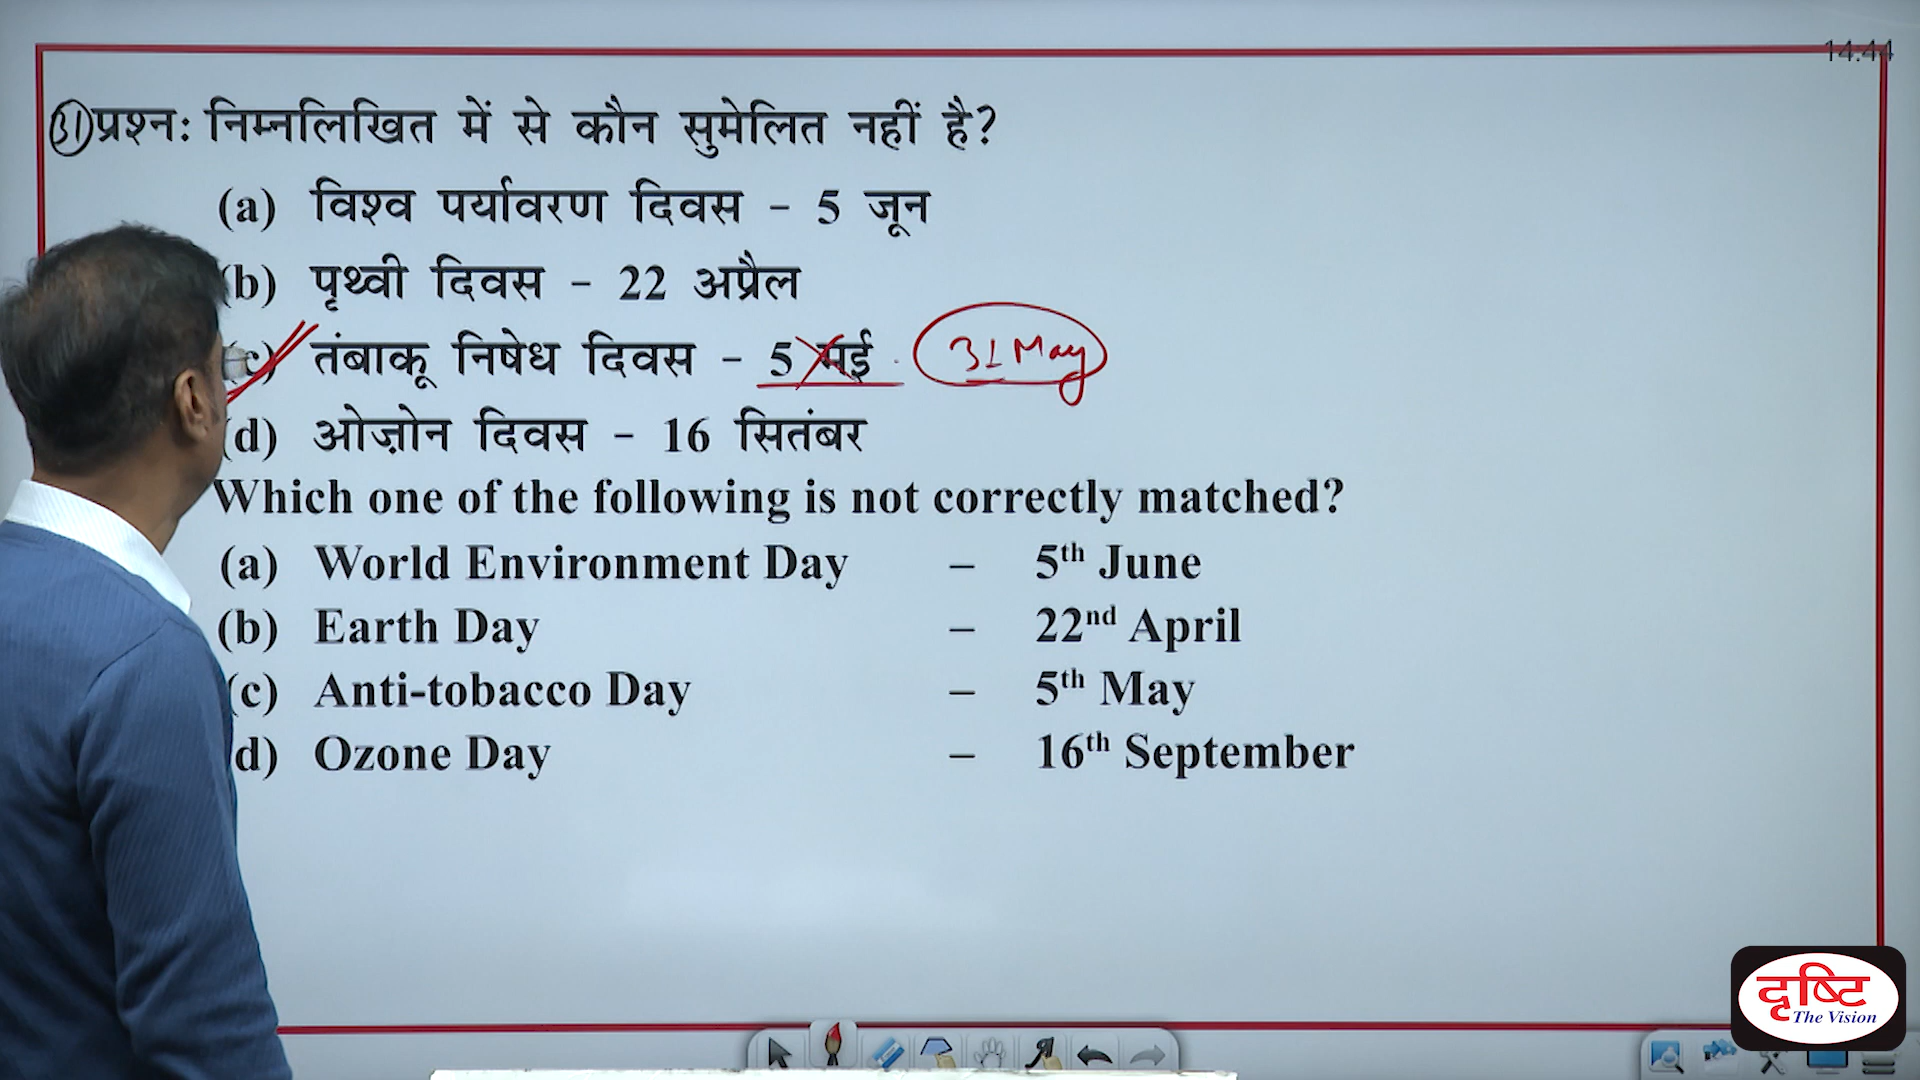 14:44
31 प्रश्न: निम्नलिखित में से कौन सुमेलित नहीं है?
(a) विश्व पर्यावरण दिवस - 5 जून
(b) पृथ्वी दिवस - 22 अप्रैल
(c) तंबाकू निषेध दिवस - 5 मई 31 May
(d) ओज़ोन दिवस - 16 सितंबर
Which one of the following is not correctly matched?
(a) World Environment Day – 5th June
(b) Earth Day – 22nd April
(c) Anti-tobacco Day – 5th May
(d) Ozone Day – 16th September
दृष्टि
The Vision